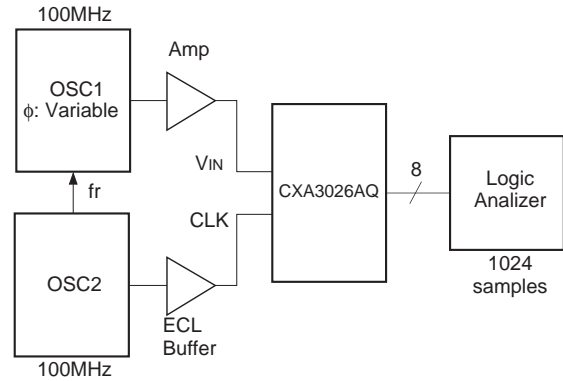 100MHz
OSC1
ϕ: Variable
Amp
VIN
fr
CLK
CXA3026AQ
8
Logic
Analizer
1024
samples
OSC2
ECL
Buffer
100MHz